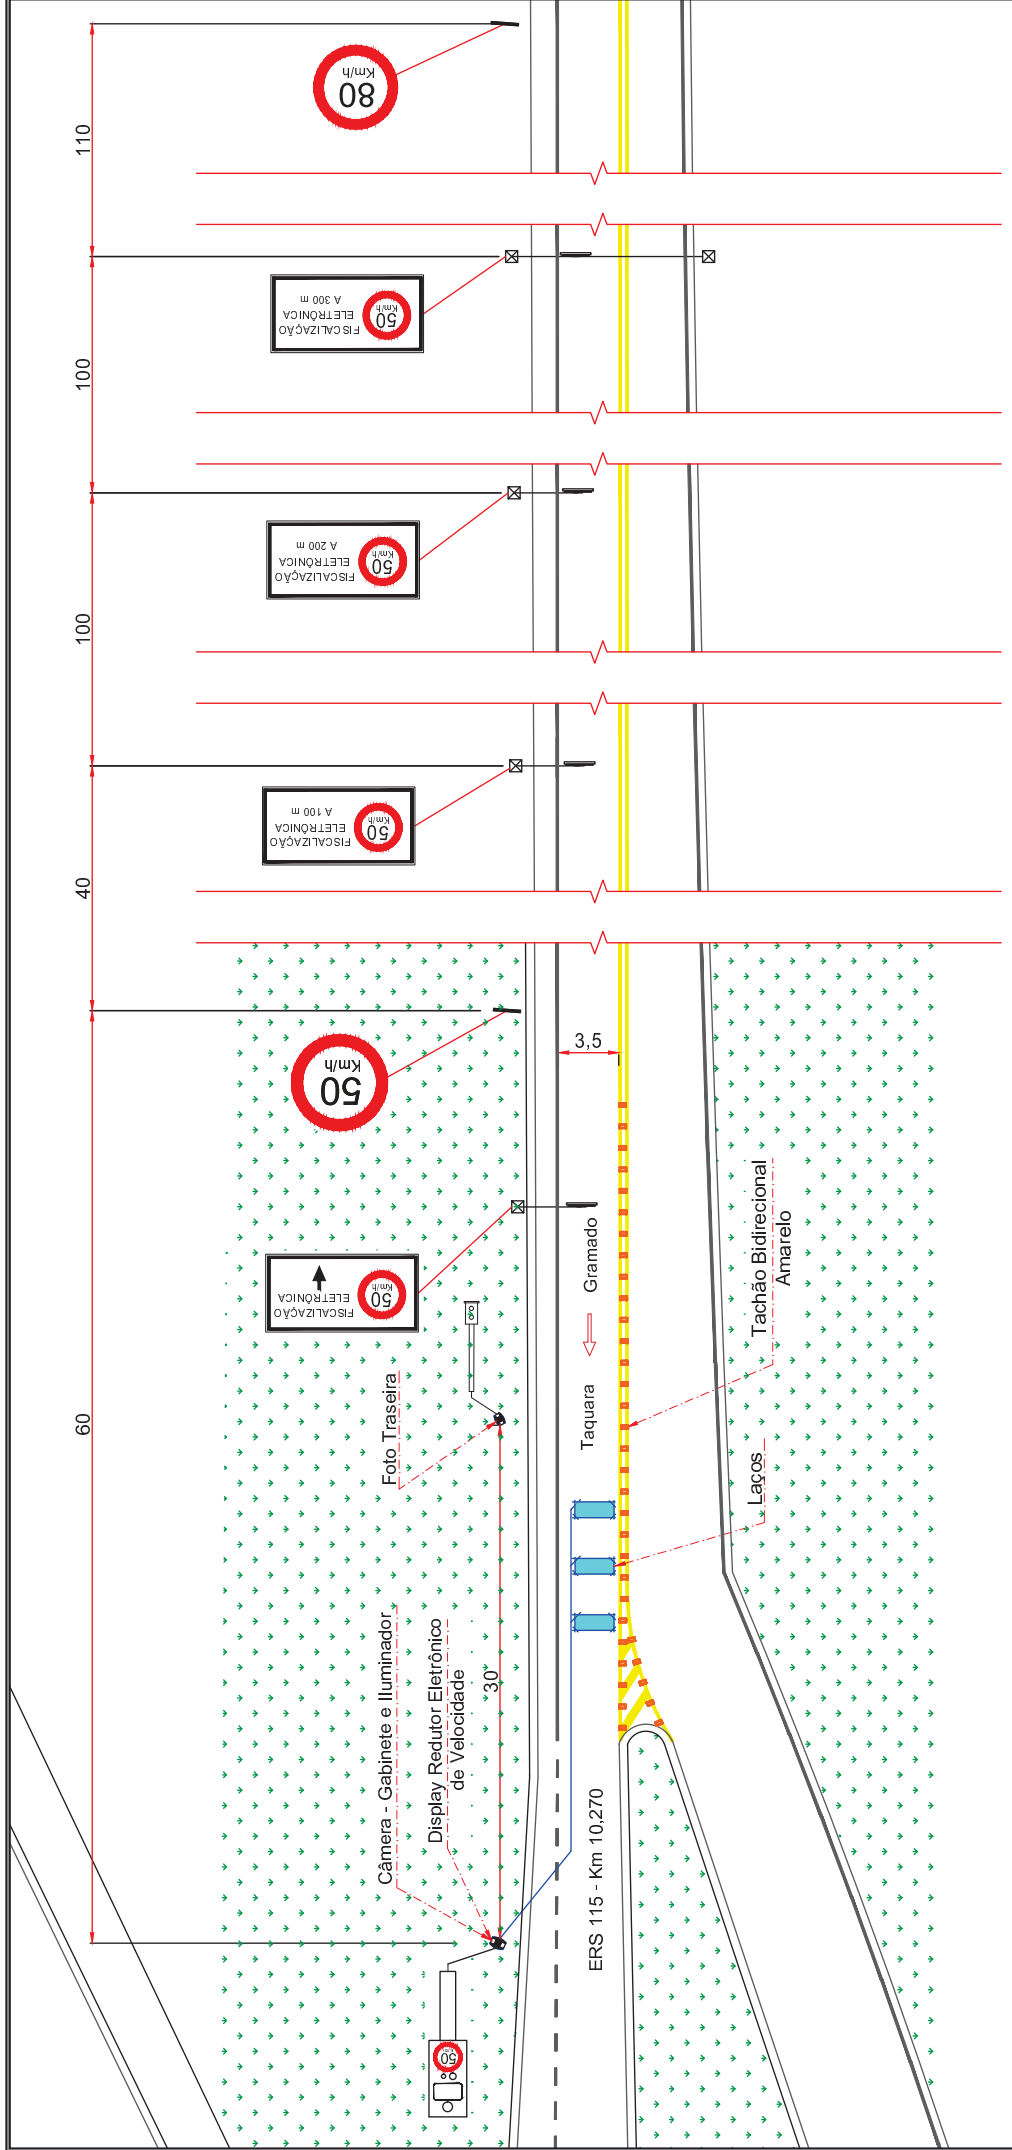 110
80
Km/h
FISCALIZAÇÃO
ELETRÔNICA
A 300 m
50
Km/h
100
FISCALIZAÇÃO
ELETRÔNICA
A 200 m
50
Km/h
100
FISCALIZAÇÃO
ELETRÔNICA
A 100 m
50
Km/h
40
50
Km/h
3,5
FISCALIZAÇÃO
ELETRÔNICA
50
Km/h
Gramado
Taquara
Tachão Bidirecional
Amarelo
60
Foto Traseira
Laços
Câmera - Gabinete e Iluminador
Display Redutor Eletrônico
de Velocidade
30
ERS 115 - Km 10,270
50